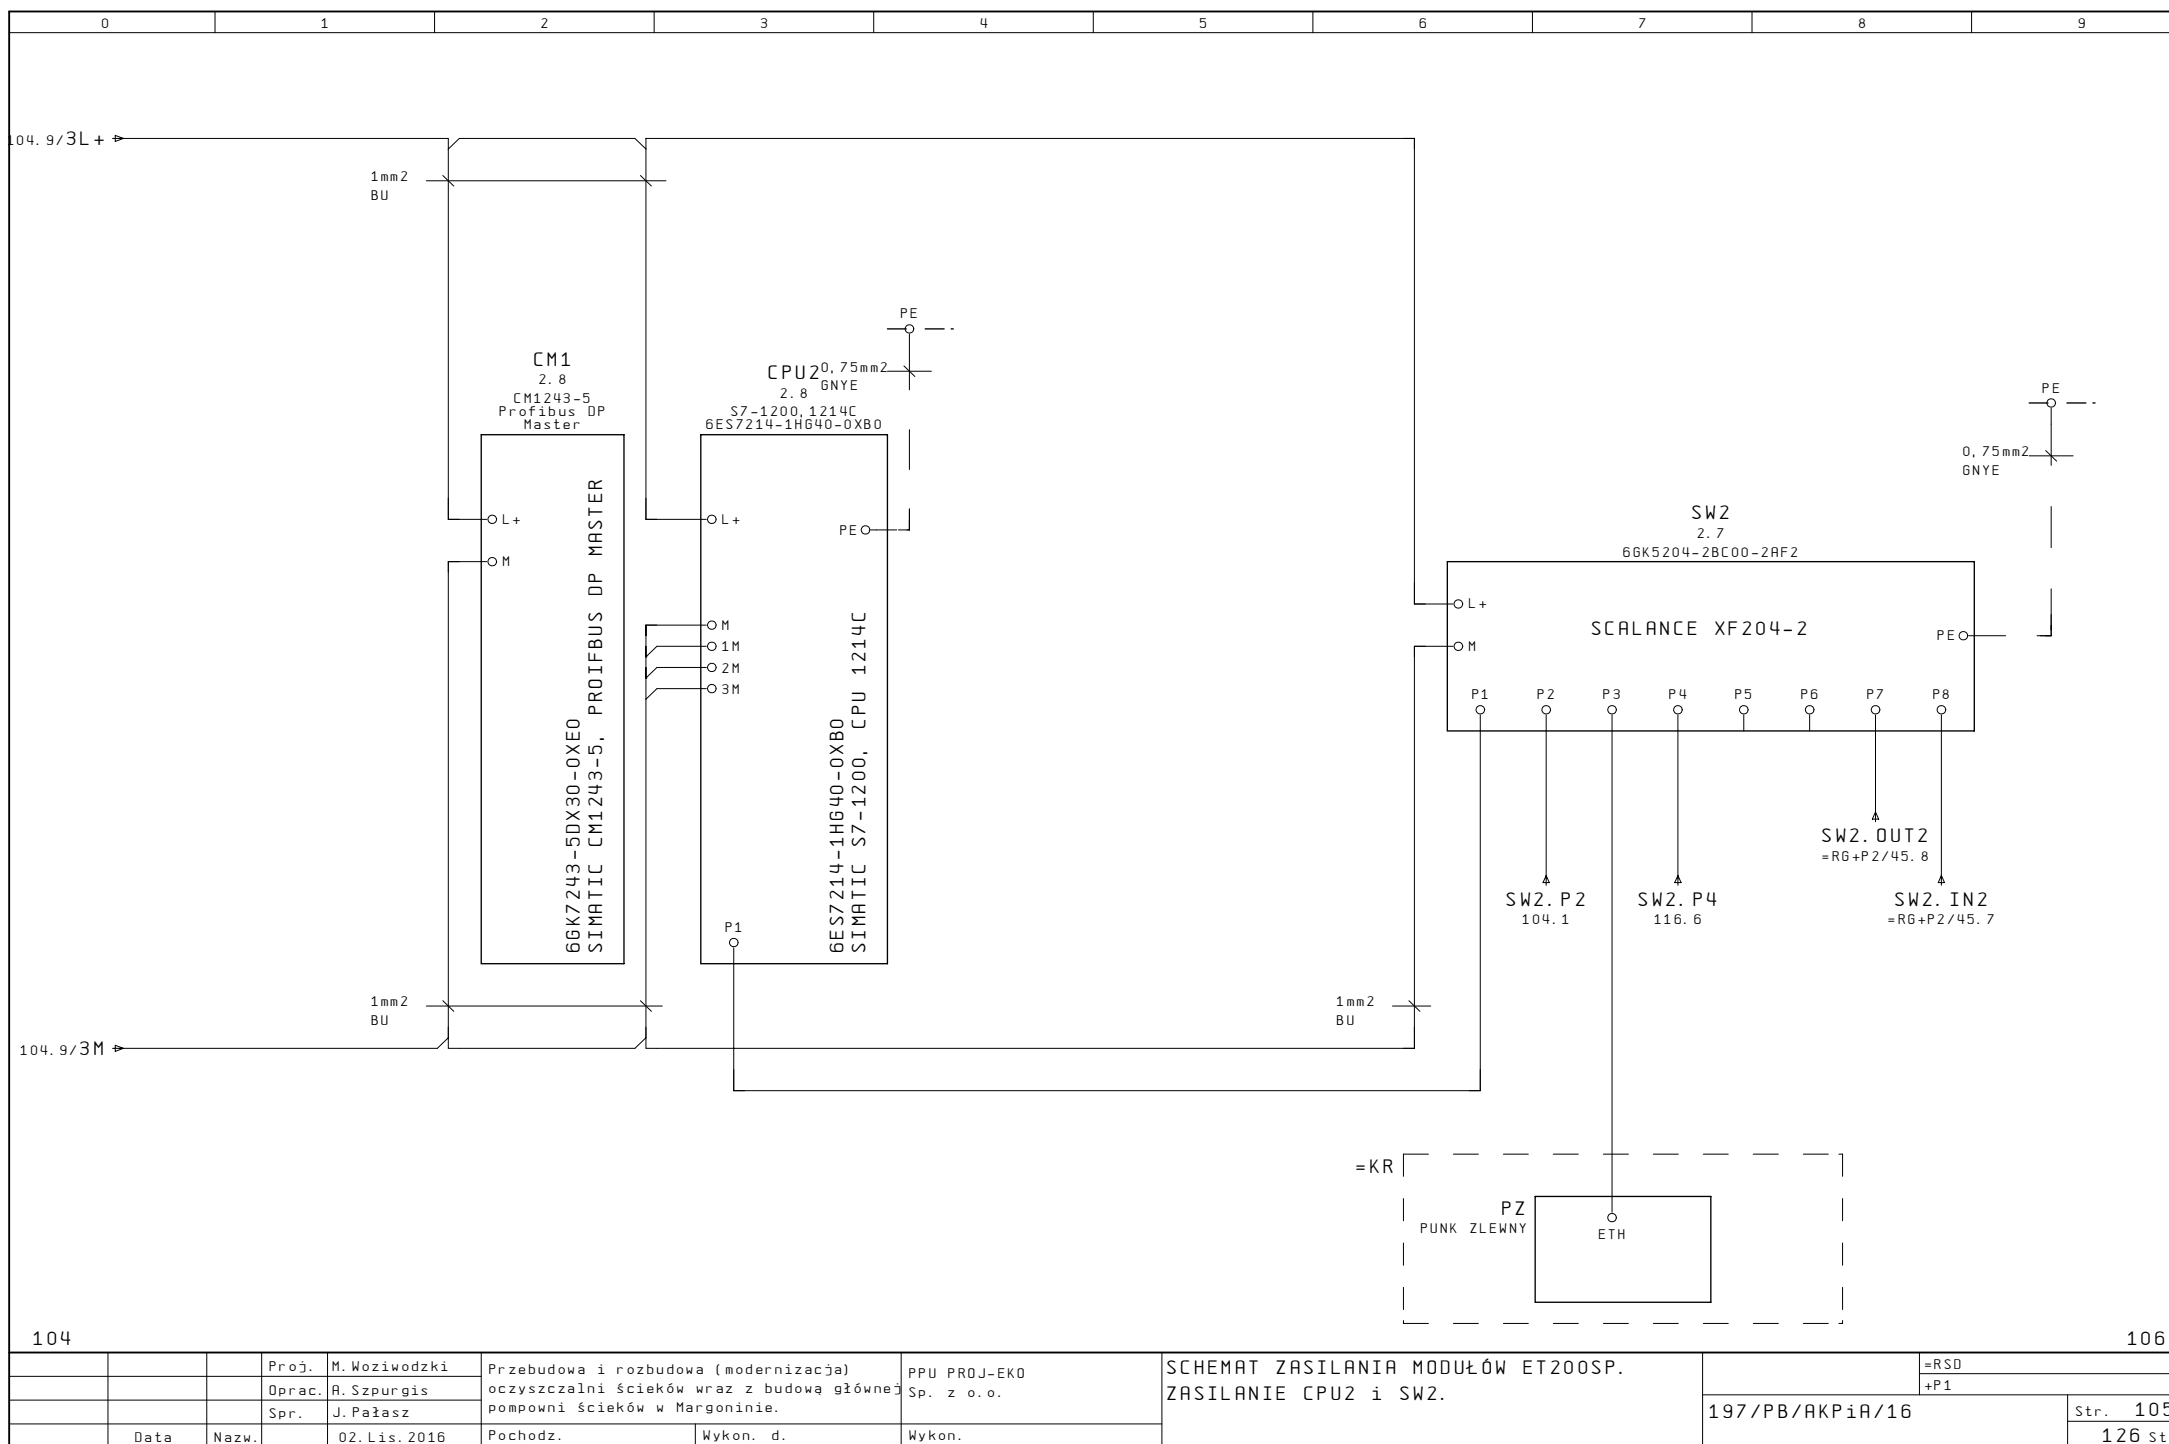 0 1 2 3 4 5 6 7 8 9
104.9/3L+
1mm2
BU
PE
0,75mm2
GNYE
CM1
2.8
CM1243-5
Profibus DP
Master
CPU2
2.8
S7-1200,1214C
6ES7214-1HG40-0XB0
PE
0,75mm2
GNYE
L+
M
6GK7243-5DX30-0XE0
SIMATIC CM1243-5, PROIFBUS DP MASTER
L+
PE
M
1M
2M
3M
6ES7214-1HG40-0XB0
SIMATIC S7-1200, CPU 1214C
P1
SW2
2.7
6GK5204-2BC00-2AF2
L+
SCALANCE XF204-2
M
PE
P1 P2 P3 P4 P5 P6 P7 P8
SW2.OUT2
=RG+P2/45.8
SW2.P2
104.1
SW2.P4
116.6
SW2.IN2
=RG+P2/45.7
1mm2
BU
1mm2
BU
104.9/3M
=KR
PZ
PUNK ZLEWNY
ETH
104
106
Proj. M.Woziwodzki
Oprac. A.Szpurgis
Spr. J.Pałasz
Data Nazw. 02.Lis.2016
Przebudowa i rozbudowa (modernizacja)
oczyszczalni ścieków wraz z budową głównej
pompowni ścieków w Margoninie.
Pochodz. Wykon. d. Wykon.
PPU PROJ-EKO
Sp. z o.o.
SCHEMAT ZASILANIA MODUŁÓW ET200SP.
ZASILANIE CPU2 i SW2.
=RSD
+P1
197/PB/AKPiA/16
Str. 105
126 St